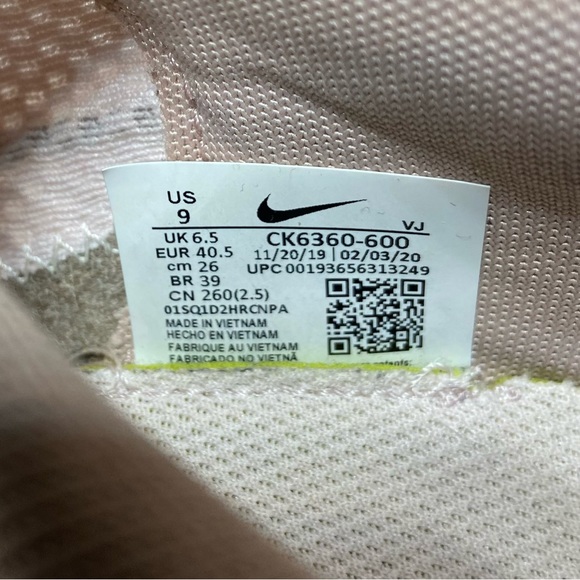 US
9
VJ
UK 6.5
CK6360-600
EUR 40.5
11/20/19 | 02/03/20
cm 26
UPC 00193656313249
BR 39
CN 260(2.5)
01SQ1D2HRCNPA
MADE IN VIETNAM
HECHO EN VIETNAM
FABRIQUE AU VIETNAM
FABRICADO NO VIETNÃ